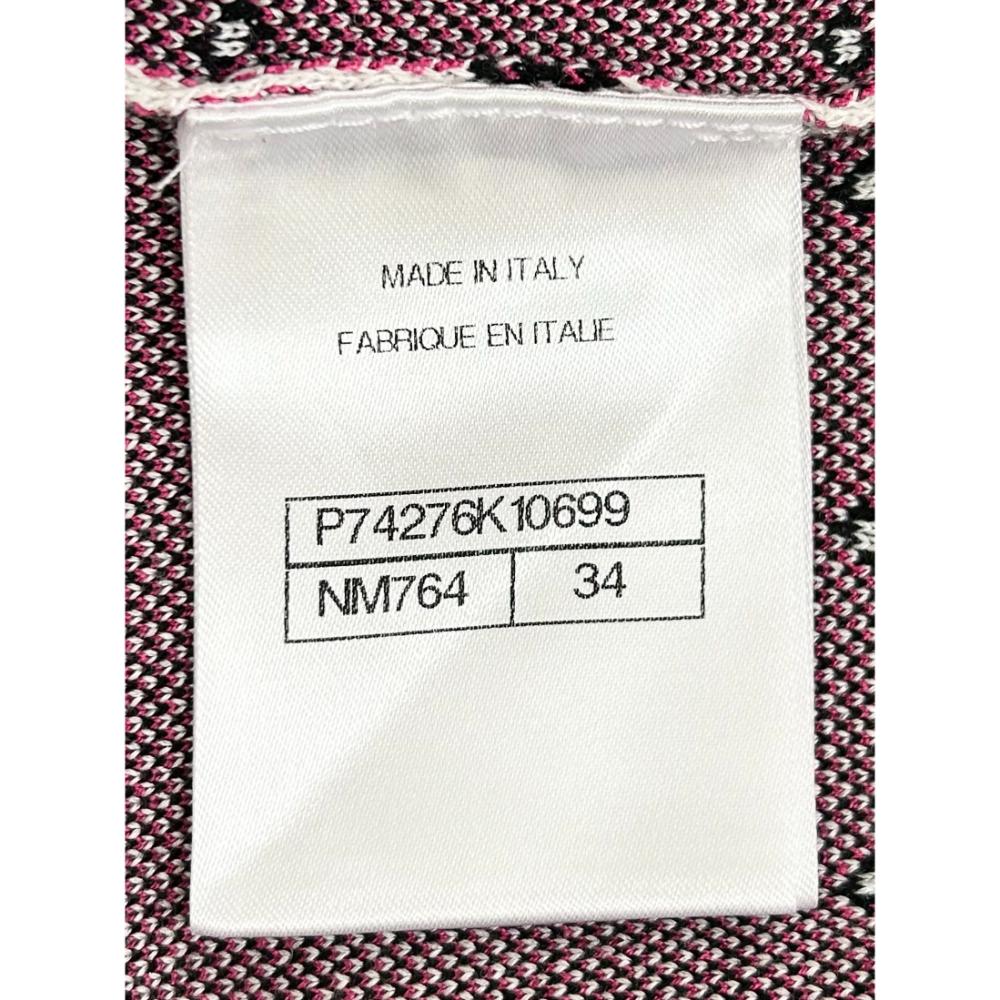 MADE IN ITALY
FABRIQUE EN ITALIE
P74276K10699
NM764 34